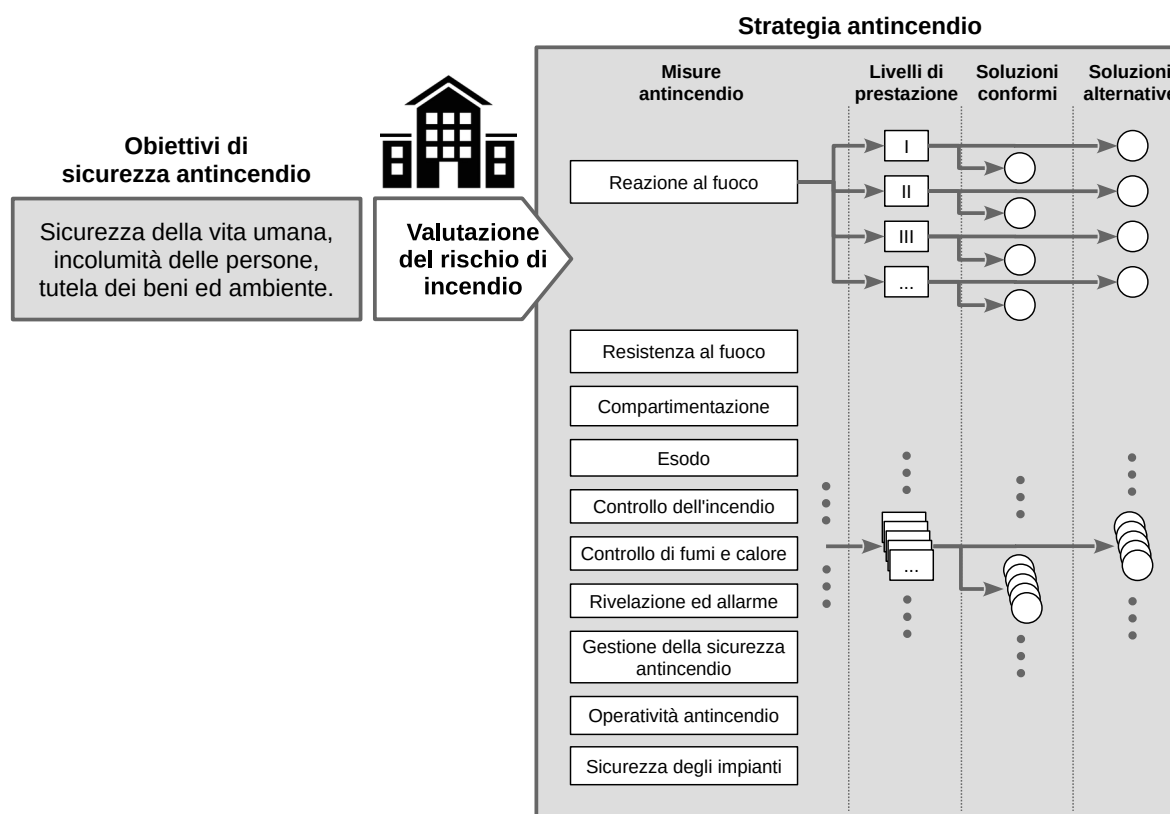 Strategia antincendio
Misure
antincendio
Livelli di
prestazione
Soluzioni
conformi
Soluzioni
alternative
Obiettivi di
sicurezza antincendio
Sicurezza della vita umana,
incolumità delle persone,
tutela dei beni ed ambiente.
Valutazione
del rischio di
incendio
Reazione al fuoco
I
II
III
...
Resistenza al fuoco
Compartimentazione
Esodo
Controllo dell'incendio
Controllo di fumi e calore
...
Rivelazione ed allarme
Gestione della sicurezza
antincendio
Operatività antincendio
Sicurezza degli impianti